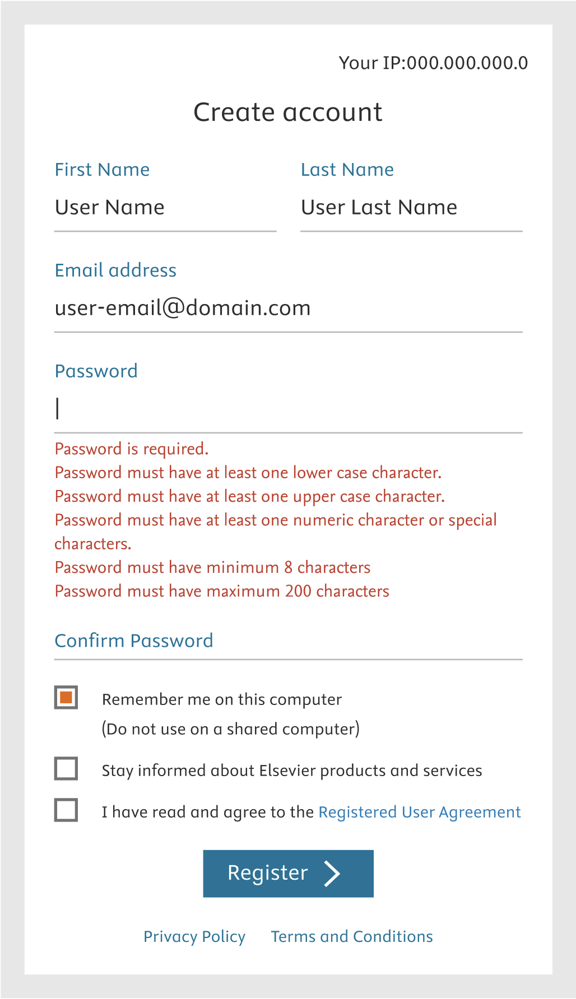 Your IP:000.000.000.0
Create account
First Name
Last Name
User Name
User Last Name
Email address
user-email@domain.com
Password
Password is required.
Password must have at least one lower case character.
Password must have at least one upper case character.
Password must have at least one numeric character or special
characters.
Password must have minimum 8 characters
Password must have maximum 200 characters
Confirm Password
Remember me on this computer
(Do not use on a shared computer)
Stay informed about Elsevier products and services
I have read and agree to the Registered User Agreement
Register
Privacy Policy
Terms and Conditions